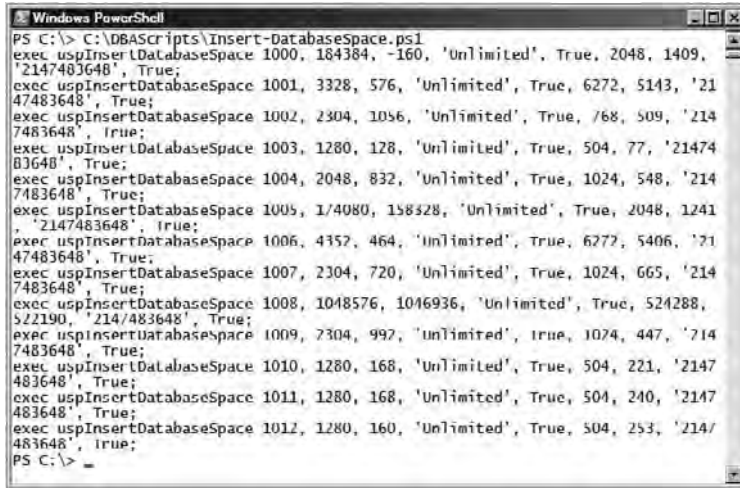 Windows PowerShell
PS C:\> C:\DBAScripts\Insert-DatabaseSpace.ps1
exec uspInsertDatabaseSpace 1000, 184384, -160, 'Unlimited', True, 2048, 1409,
'2147483648', True;
exec uspInsertDatabaseSpace 1001, 3328, 576, 'Unlimited', True, 6272, 5143, '21
47483648', True;
exec uspInsertDatabaseSpace 1002, 2304, 1056, 'Unlimited', True, 768, 509, '214
7483648', True;
exec uspInsertDatabaseSpace 1003, 1280, 128, 'Unlimited', True, 504, 77, '21474
83648', True;
exec uspInsertDatabaseSpace 1004, 2048, 832, 'Unlimited', True, 1024, 548, '214
7483648', True;
exec uspInsertDatabaseSpace 1005, 174080, 158328, 'Unlimited', True, 2048, 1241
, '2147483648', True;
exec uspInsertDatabaseSpace 1006, 4352, 464, 'Unlimited', True, 6272, 5406, '21
47483648', True;
exec uspInsertDatabaseSpace 1007, 2304, 720, 'Unlimited', True, 1024, 665, '214
7483648', True;
exec uspInsertDatabaseSpace 1008, 1048576, 1046936, 'Unlimited', True, 524288,
522190, '2147483648', True;
exec uspInsertDatabaseSpace 1009, 2304, 992, 'Unlimited', True, 1024, 447, '214
7483648', True;
exec uspInsertDatabaseSpace 1010, 1280, 168, 'Unlimited', True, 504, 221, '2147
483648', True;
exec uspInsertDatabaseSpace 1011, 1280, 168, 'Unlimited', True, 504, 240, '2147
483648', True;
exec uspInsertDatabaseSpace 1012, 1280, 160, 'Unlimited', True, 504, 253, '2147
483648', True;
PS C:\> _